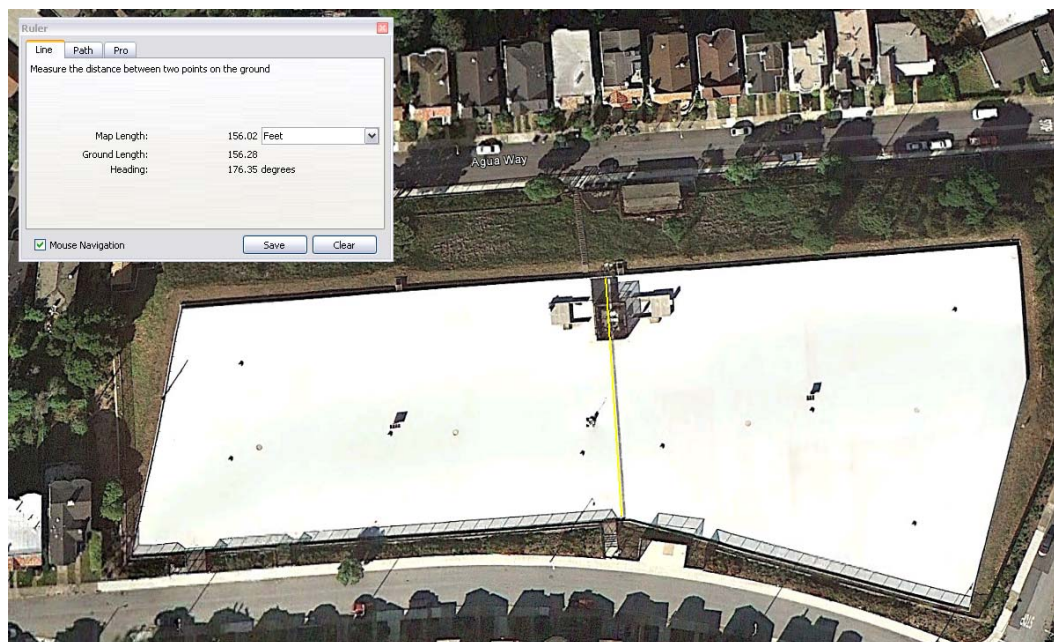 Ruler
Line Path Pro
Measure the distance between two points on the ground
Map Length: 156.02 Feet
Ground Length: 156.28
Heading: 176.35 degrees
Mouse Navigation Save Clear
Agua Way